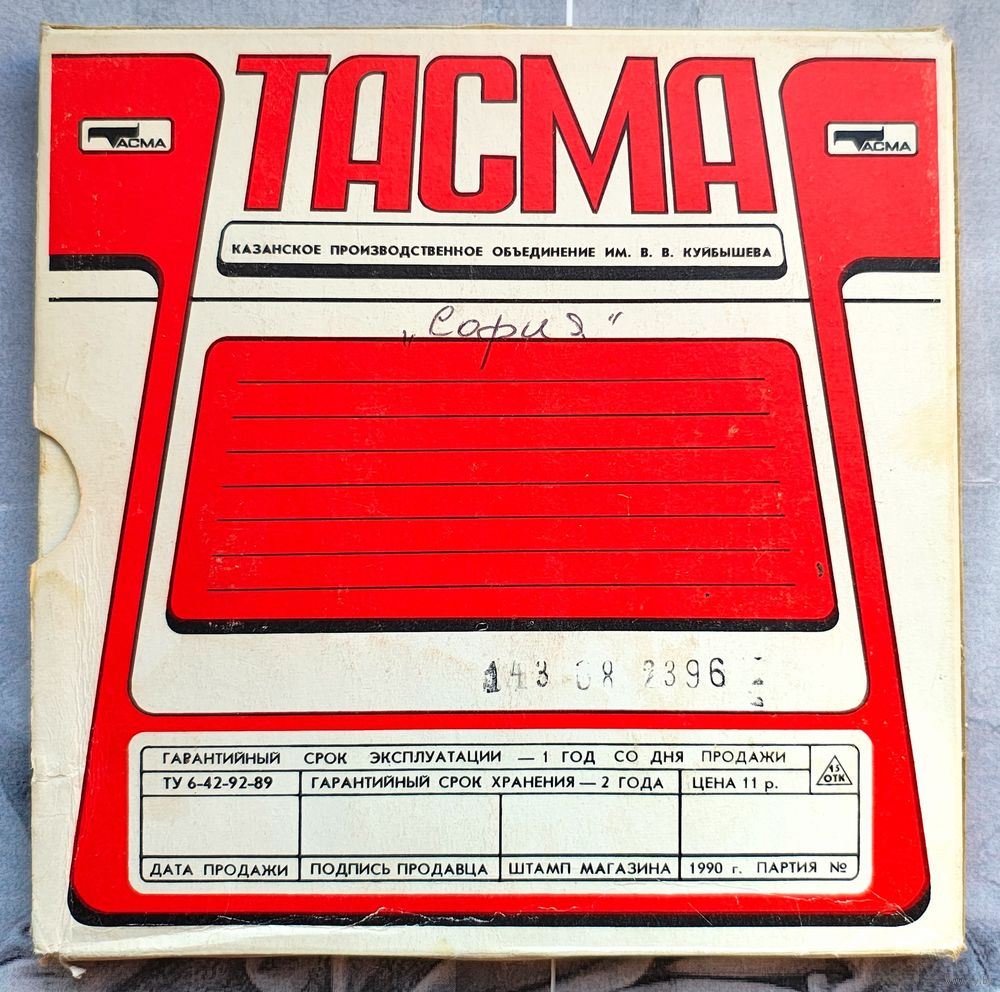 ТАСМА
ТАСМА
ТАСМА
КАЗАНСКОЕ ПРОИЗВОДСТВЕННОЕ ОБЪЕДИНЕНИЕ ИМ. В. В. КУЙБЫШЕВА
„София"
143 08 2396
ГАРАНТИЙНЫЙ СРОК ЭКСПЛУАТАЦИИ — 1 ГОД СО ДНЯ ПРОДАЖИ
15
ОТК
ТУ 6-42-92-89
ГАРАНТИЙНЫЙ СРОК ХРАНЕНИЯ — 2 ГОДА
ЦЕНА 11 р.
ДАТА ПРОДАЖИ
ПОДПИСЬ ПРОДАВЦА
ШТАМП МАГАЗИНА
1990 г. ПАРТИЯ №